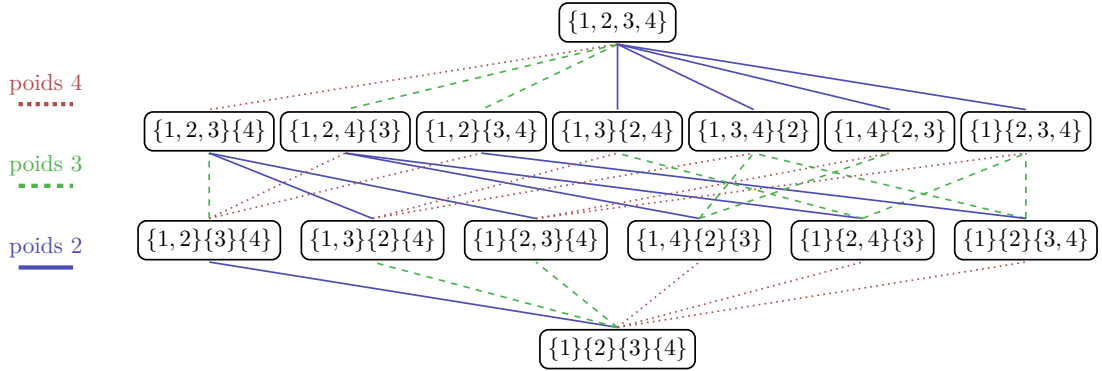 {1, 2, 3, 4}
poids 4
{1, 2, 3}{4} {1, 2, 4}{3} {1, 2}{3, 4} {1, 3}{2, 4} {1, 3, 4}{2} {1, 4}{2, 3} {1}{2, 3, 4}
poids 3
{1, 2}{3}{4} {1, 3}{2}{4} {1}{2, 3}{4} {1, 4}{2}{3} {1}{2, 4}{3} {1}{2}{3, 4}
poids 2
{1}{2}{3}{4}